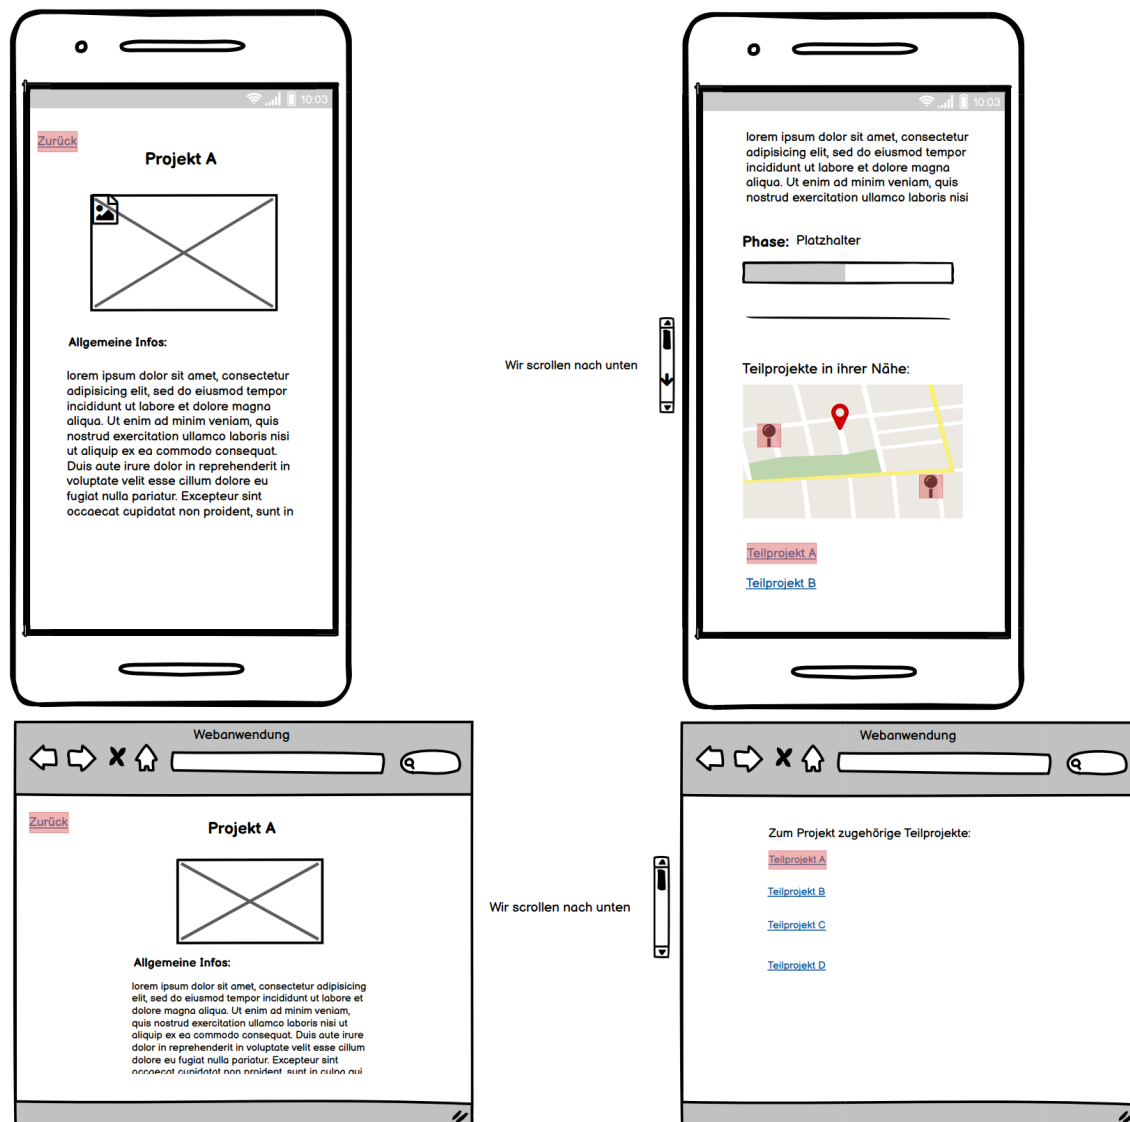 10:03
Zurück
Projekt A
Allgemeine Infos:
lorem ipsum dolor sit amet, consectetur
adipisicing elit, sed do eiusmod tempor
incididunt ut labore et dolore magna
aliqua. Ut enim ad minim veniam, quis
nostrud exercitation ullamco laboris nisi
ut aliquip ex ea commodo consequat.
Duis aute irure dolor in reprehenderit in
voluptate velit esse cillum dolore eu
fugiat nulla pariatur. Excepteur sint
occaecat cupidatat non proident, sunt in
Wir scrollen nach unten
10:03
lorem ipsum dolor sit amet, consectetur
adipisicing elit, sed do eiusmod tempor
incididunt ut labore et dolore magna
aliqua. Ut enim ad minim veniam, quis
nostrud exercitation ullamco laboris nisi
Phase: Platzhalter
Teilprojekte in ihrer Nähe:
Teilprojekt A
Teilprojekt B
Webanwendung
Zurück
Projekt A
Allgemeine Infos:
lorem ipsum dolor sit amet, consectetur adipisicing
elit, sed do eiusmod tempor incididunt ut labore et
dolore magna aliqua. Ut enim ad minim veniam,
quis nostrud exercitation ullamco laboris nisi ut
aliquip ex ea commodo consequat. Duis aute irure
dolor in reprehenderit in voluptate velit esse cillum
dolore eu fugiat nulla pariatur. Excepteur sint
occaecat cupidatat non proident, sunt in culpa qui
Wir scrollen nach unten
Webanwendung
Zum Projekt zugehörige Teilprojekte:
Teilprojekt A
Teilprojekt B
Teilprojekt C
Teilprojekt D